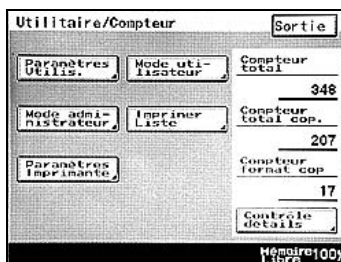 Utilitaire/Compteur
Sortie
Paramètres
Utilis.
Mode uti-
lisateur
Compteur
total
348
Mode admi-
nistrateur
Imprimer
Liste
Compteur
total cop.
207
Paramètres
Imprimante
Compteur
format cop
17
Contrôle
détails
Mémoire
Libre
100%